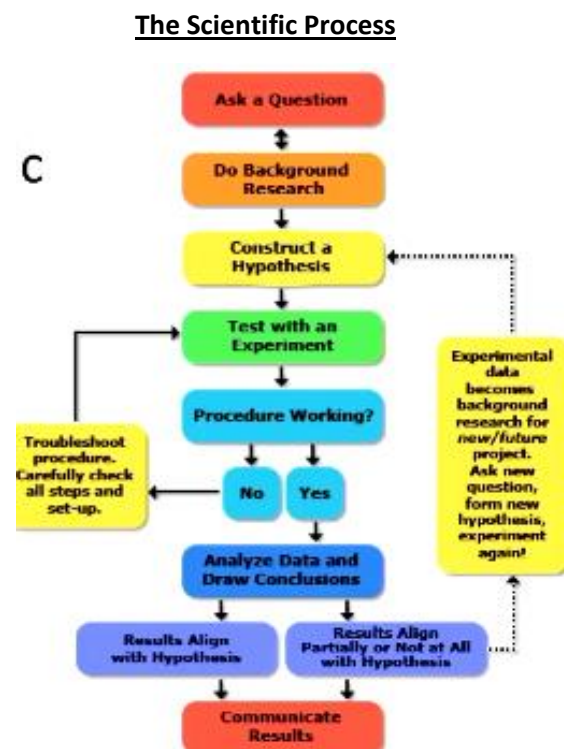 The Scientific Process
Ask a Question
C
Do Background
Research
Construct a
Hypothesis
Test with an
Experiment
Procedure Working?
No
Yes
Troubleshoot
procedure.
Carefully check
all steps and
set-up.
Experimental
data
becomes
background
research for
new/future
project.
Ask new
question,
form new
hypothesis,
experiment
again!
Analyze Data and
Draw Conclusions
Results Align
with Hypothesis
Results Align
Partially or Not at All
with Hypothesis
Communicate
Results